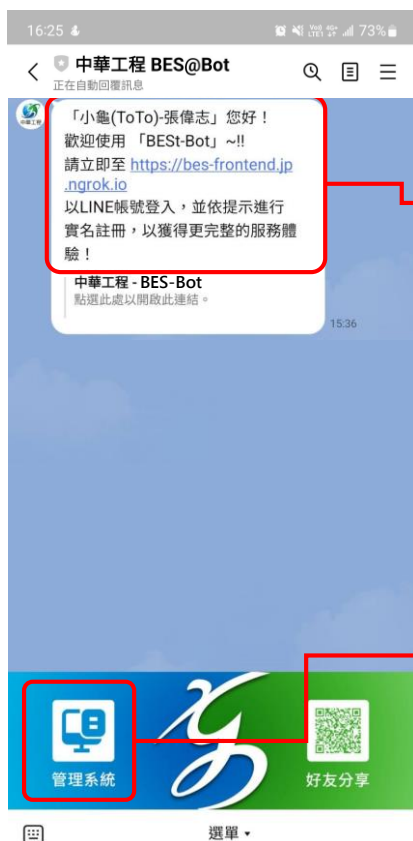 16:25
73%
中華工程 BES@Bot
正在自動回覆訊息
「小龜(ToTo)-張偉志」您好！
歡迎使用 「BESt-Bot」~!!
請立即至 https://bes-frontend.jp
.ngrok.io
以LINE帳號登入，並依提示進行
實名註冊，以獲得更完整的服務體
驗！
中華工程 - BES-Bot
點選此處以開啟此連結。
15:36
管理系統
好友分享
選單